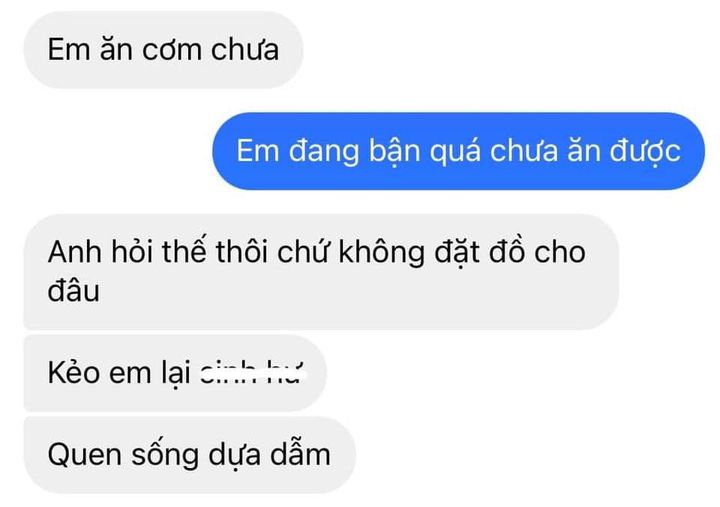 Em ăn cơm chưa
Em đang bận quá chưa ăn được
Anh hỏi thế thôi chứ không đặt đồ cho
đâu
Kẻo em lại
Quen sống dựa dẫm